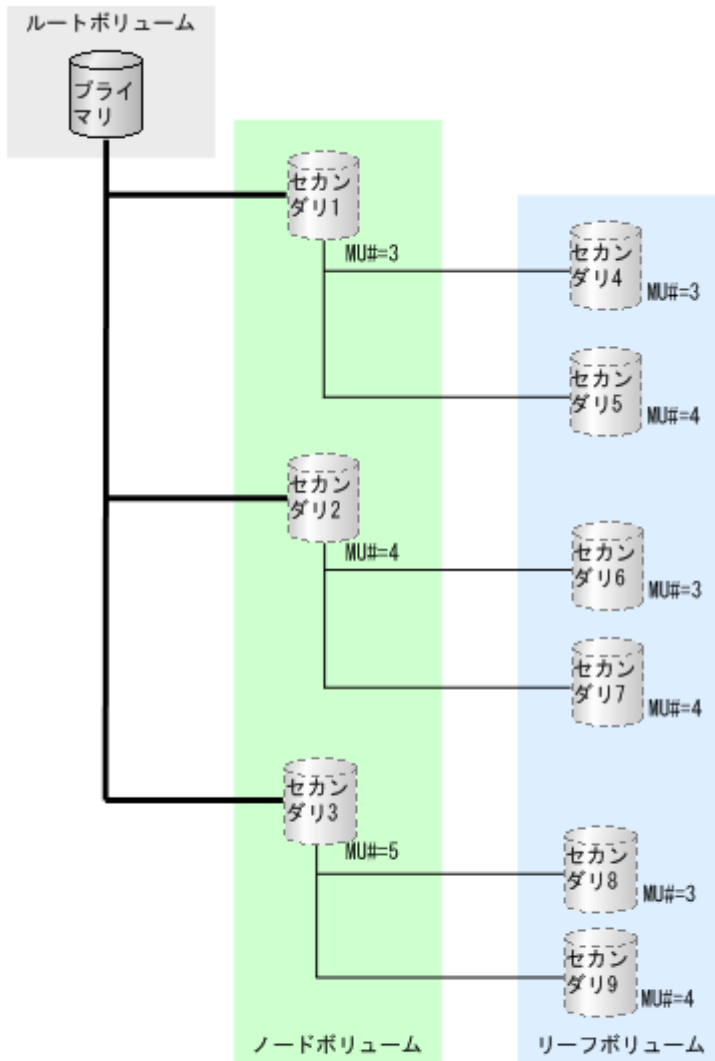 ルートボリューム
プライ
マリ
セカン
ダリ1
MU#=3
セカン
ダリ4
MU#=3
セカン
ダリ5
MU#=4
セカン
ダリ2
MU#=4
セカン
ダリ6
MU#=3
セカン
ダリ7
MU#=4
セカン
ダリ3
MU#=5
セカン
ダリ8
MU#=3
セカン
ダリ9
MU#=4
ノードボリューム
リーフボリューム